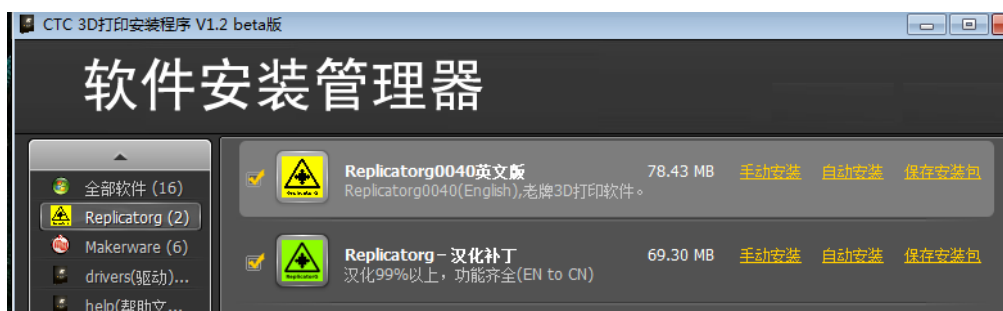 CTC 3D打印安装程序 V1.2 beta版
软件安装管理器
全部软件 (16)
Replicatorg (2)
Makerware (6)
drivers(驱动)...
help(帮助文...
Replicatorg0040英文版 78.43 MB 手动安装 自动安装 保存安装包
Replicatorg0040(English),老牌3D打印软件。
Replicatorg-汉化补丁 69.30 MB 手动安装 自动安装 保存安装包
汉化99%以上，功能齐全(EN to CN)